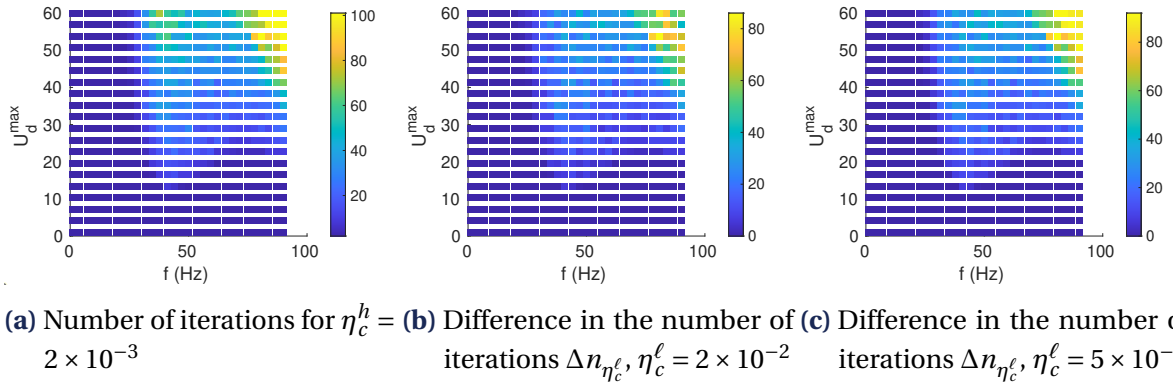 60
50
40
30
20
10
0
U_d^max
0 50 100
f (Hz)
100
80
60
40
20
60
50
40
30
20
10
0
U_d^max
0 50 100
f (Hz)
80
60
40
20
0
60
50
40
30
20
10
0
U_d^max
0 50 100
f (Hz)
80
60
40
20
0
(a) Number of iterations for η_c^h =
2 × 10⁻³
(b) Difference in the number of
iterations Δn_{η_c^ℓ}, η_c^ℓ = 2 × 10⁻²
(c) Difference in the number o
iterations Δn_{η_c^ℓ}, η_c^ℓ = 5 × 10⁻